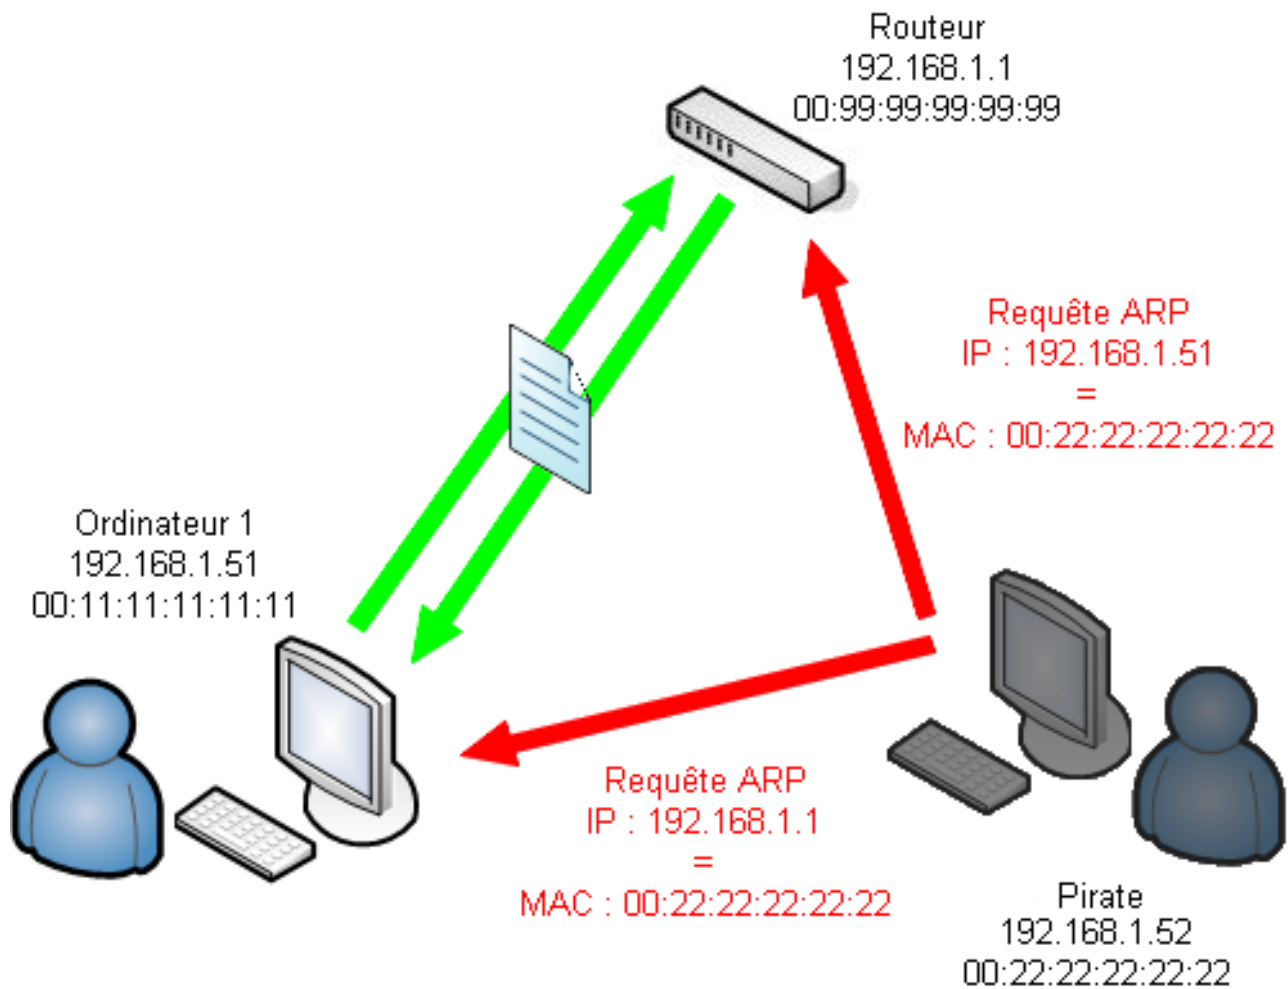 Routeur
192.168.1.1
00:99:99:99:99:99
Requête ARP
IP : 192.168.1.51
=
MAC : 00:22:22:22:22:22
Ordinateur 1
192.168.1.51
00:11:11:11:11:11
Requête ARP
IP : 192.168.1.1
=
MAC : 00:22:22:22:22:22
Pirate
192.168.1.52
00:22:22:22:22:22